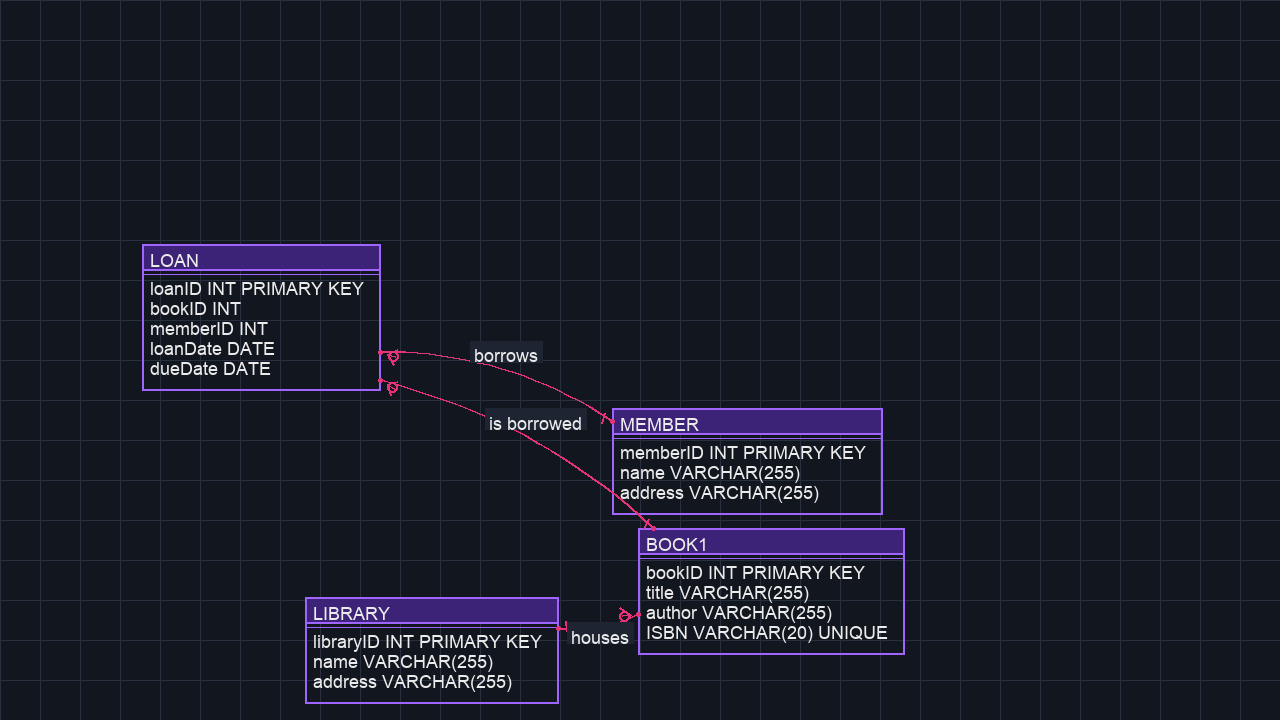 LOAN
loanID INT PRIMARY KEY
bookID INT
memberID INT
loanDate DATE
dueDate DATE
borrows
is borrowed
MEMBER
memberID INT PRIMARY KEY
name VARCHAR(255)
address VARCHAR(255)
BOOK1
bookID INT PRIMARY KEY
title VARCHAR(255)
author VARCHAR(255)
ISBN VARCHAR(20) UNIQUE
LIBRARY
libraryID INT PRIMARY KEY
name VARCHAR(255)
address VARCHAR(255)
houses